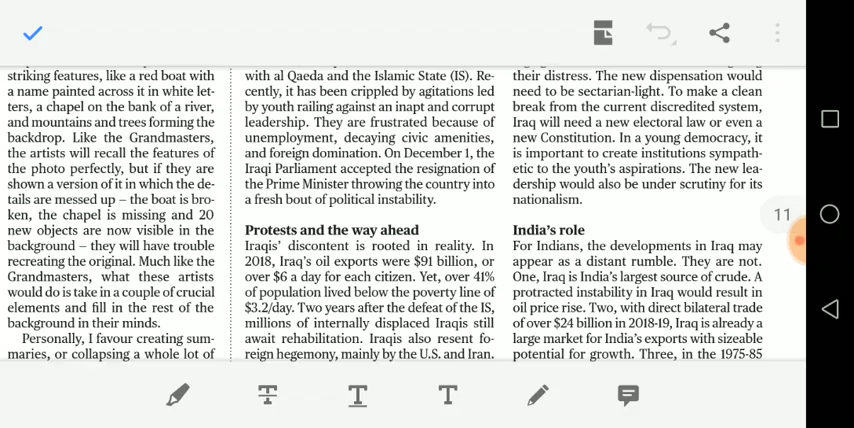 striking features, like a red boat with
a name painted across it in white let-
ters, a chapel on the bank of a river,
and mountains and trees forming the
backdrop. Like the Grandmasters,
the artists will recall the features of
the photo perfectly, but if they are
shown a version of it in which the de-
tails are messed up – the boat is bro-
ken, the chapel is missing and 20
new objects are now visible in the
background – they will have trouble
recreating the original. Much like the
Grandmasters, what these artists
would do is take in a couple of crucial
elements and fill in the rest of the
background in their minds.
Personally, I favour creating sum-
maries, or collapsing a whole lot of
with al Qaeda and the Islamic State (IS). Re-
cently, it has been crippled by agitations led
by youth railing against an inapt and corrupt
leadership. They are frustrated because of
unemployment, decaying civic amenities,
and foreign domination. On December 1, the
Iraqi Parliament accepted the resignation of
the Prime Minister throwing the country into
a fresh bout of political instability.
Protests and the way ahead
Iraqis' discontent is rooted in reality. In
2018, Iraq's oil exports were $91 billion, or
over $6 a day for each citizen. Yet, over 41%
of population lived below the poverty line of
$3.2/day. Two years after the defeat of the IS,
millions of internally displaced Iraqis still
await rehabilitation. Iraqis also resent fo-
reign hegemony, mainly by the U.S. and Iran.
their distress. The new dispensation would
need to be sectarian-light. To make a clean
break from the current discredited system,
Iraq will need a new electoral law or even a
new Constitution. In a young democracy, it
is important to create institutions sympath-
etic to the youth's aspirations. The new lea-
dership would also be under scrutiny for its
nationalism.
India's role
For Indians, the developments in Iraq may
appear as a distant rumble. They are not.
One, Iraq is India's largest source of crude. A
protracted instability in Iraq would result in
oil price rise. Two, with direct bilateral trade
of over $24 billion in 2018-19, Iraq is already a
large market for India's exports with sizeable
potential for growth. Three, in the 1975-85
11